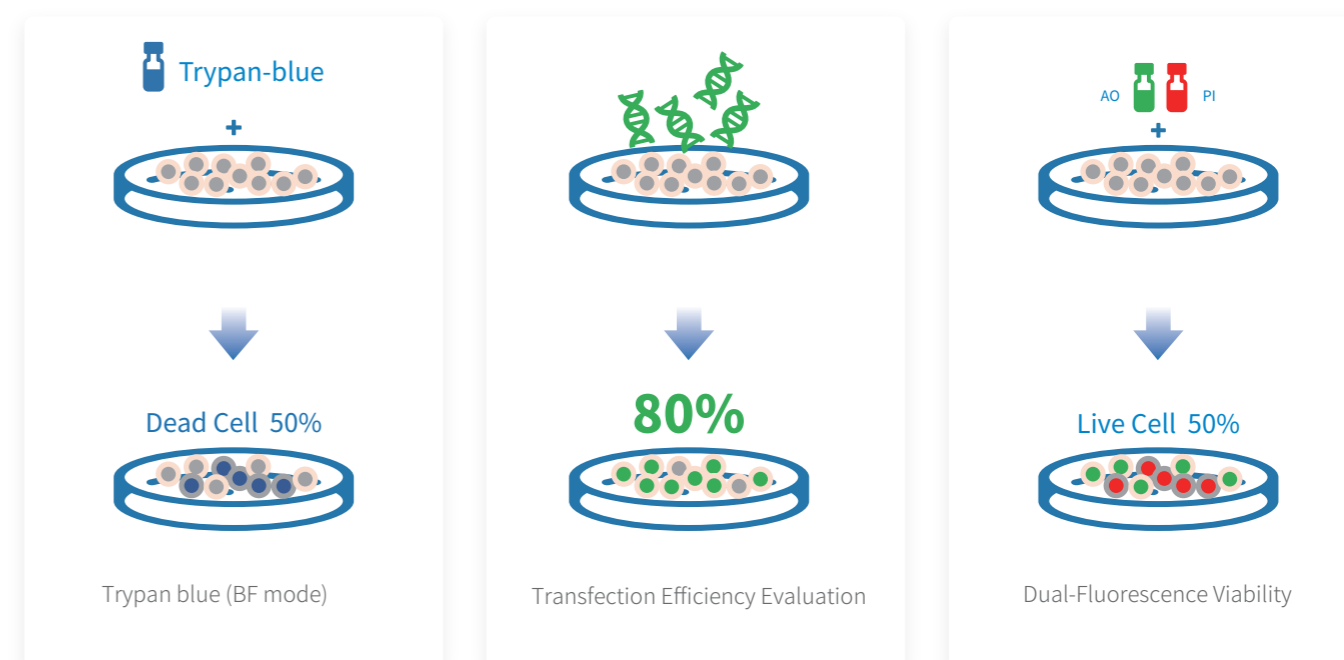 Trypan-blue
+
Dead Cell 50%
Trypan blue (BF mode)
80%
Transfection Efficiency Evaluation
AO PI
+
Live Cell 50%
Dual-Fluorescence Viability